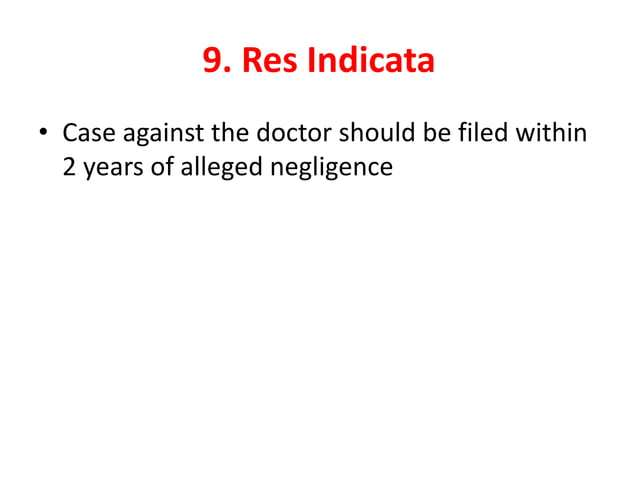 9. Res Indicata
• Case against the doctor should be filed within
2 years of alleged negligence